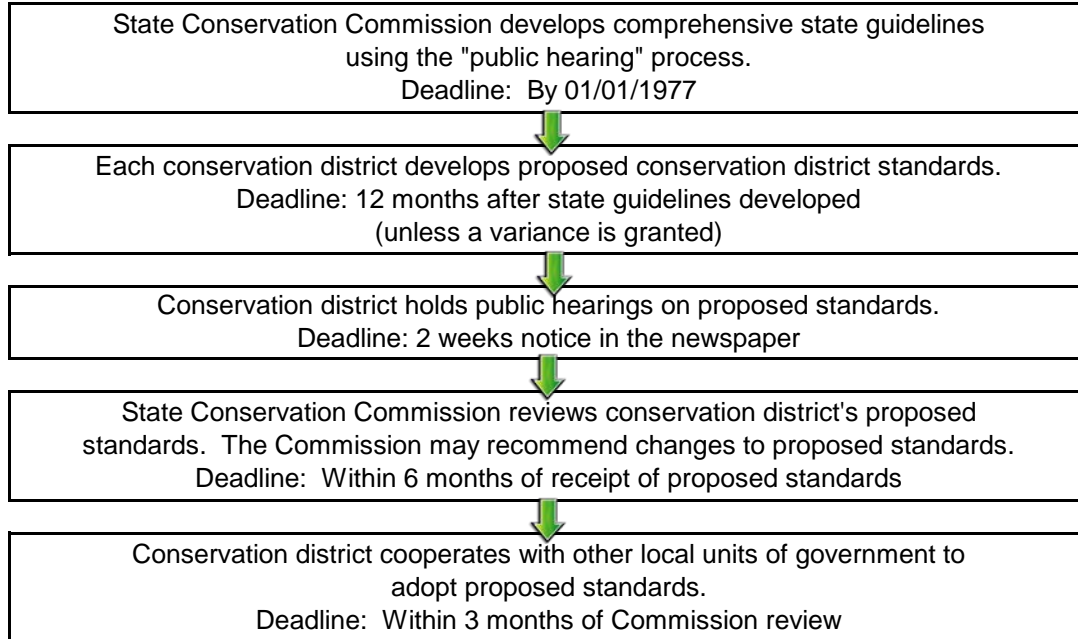 State Conservation Commission develops comprehensive state guidelines
using the "public hearing" process.
Deadline: By 01/01/1977
Each conservation district develops proposed conservation district standards.
Deadline: 12 months after state guidelines developed
(unless a variance is granted)
Conservation district holds public hearings on proposed standards.
Deadline: 2 weeks notice in the newspaper
State Conservation Commission reviews conservation district's proposed
standards. The Commission may recommend changes to proposed standards.
Deadline: Within 6 months of receipt of proposed standards
Conservation district cooperates with other local units of government to
adopt proposed standards.
Deadline: Within 3 months of Commission review